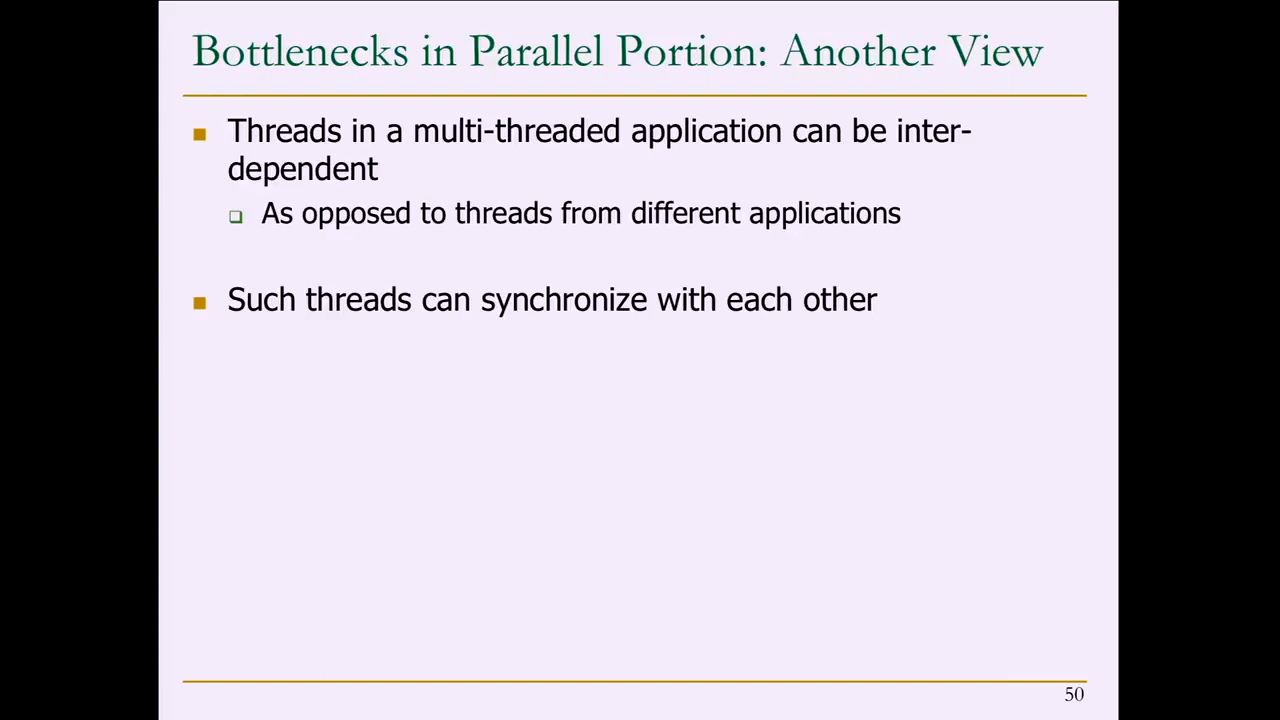 Bottlenecks in Parallel Portion: Another View
Threads in a multi-threaded application can be inter-
dependent
As opposed to threads from different applications
Such threads can synchronize with each other
50